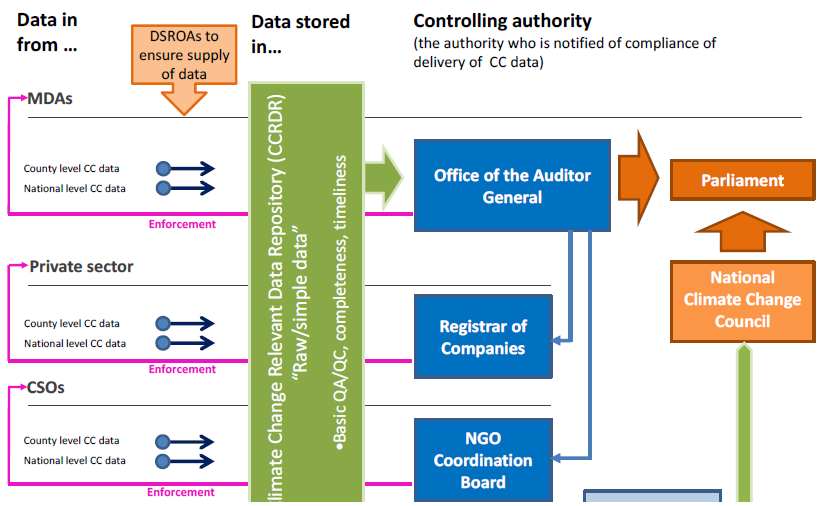 Data in
from …
DSROAs to
ensure supply
of data
Data stored
in…
Controlling authority
(the authority who is notified of compliance of
delivery of  CC data)
MDAs
County level CC data
National level CC data
Enforcement
Private sector
County level CC data
National level CC data
Enforcement
CSOs
County level CC data
National level CC data
Enforcement
limate Change Relevant Data Repository (CCRDR)
“Raw/simple data”
•Basic QA/QC, completeness, timeliness
Office of the Auditor
General
Registrar of
Companies
NGO
Coordination
Board
Parliament
National
Climate Change
Council